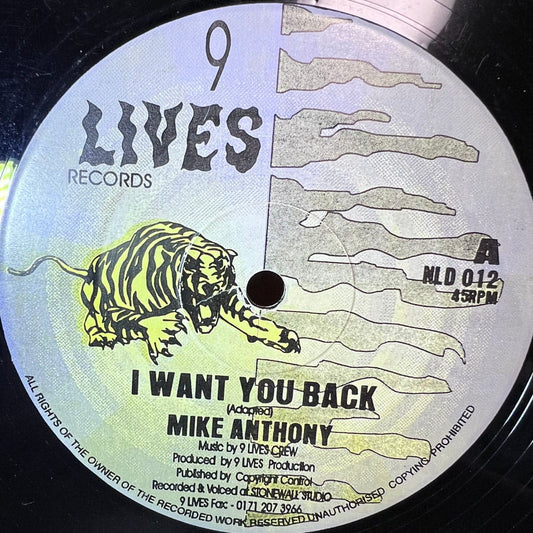 9
LIVES
RECORDS
A
NLD 012
45RPM
I WANT YOU BACK
(Adapted)
MIKE ANTHONY
Music by 9 LIVES CREW
Produced by 9 LIVES Production
Published by Copyright Control
Recorded & Voiced at STONEWALL STUDIO
9 LIVES Fax: - 0171 207 3966
ALL RIGHTS OF THE OWNER OF THE RECORDED WORK RESERVED UNAUTHORISED COPYING PROHIBITED